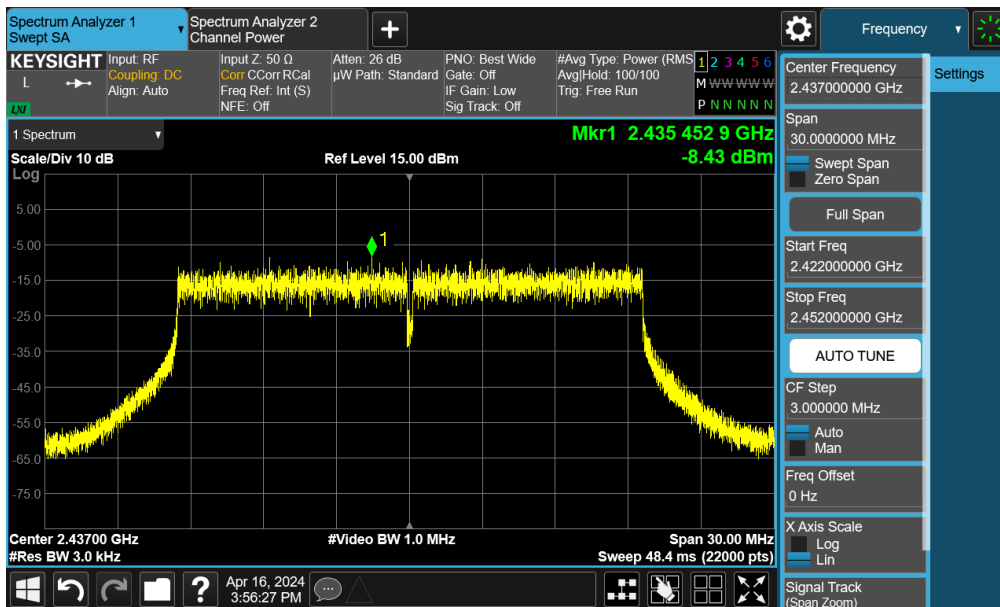 Spectrum Analyzer 1
Swept SA
Spectrum Analyzer 2
Channel Power
Frequency
KEYSIGHT
L
LXI
Input: RF
Coupling: DC
Align: Auto
Input Z: 50 Ω
Corr CCorr RCal
Freq Ref: Int (S)
NFE: Off
Atten: 26 dB
µW Path: Standard
PNO: Best Wide
Gate: Off
IF Gain: Low
Sig Track: Off
#Avg Type: Power (RMS
Avg|Hold: 100/100
Trig: Free Run
1 2 3 4 5 6
M W W W W W
P N N N N N
1 Spectrum
Mkr1 2.435 452 9 GHz
Scale/Div 10 dB
Ref Level 15.00 dBm
-8.43 dBm
Log
5.00
-5.00
1
-15.0
-25.0
-35.0
-45.0
-55.0
-65.0
-75.0
Center 2.43700 GHz
#Video BW 1.0 MHz
Span 30.00 MHz
#Res BW 3.0 kHz
Sweep 48.4 ms (22000 pts)
Apr 16, 2024
3:56:27 PM
?
Center Frequency
2.437000000 GHz
Span
30.0000000 MHz
Swept Span
Zero Span
Full Span
Start Freq
2.422000000 GHz
Stop Freq
2.452000000 GHz
AUTO TUNE
CF Step
3.000000 MHz
Auto
Man
Freq Offset
0 Hz
X Axis Scale
Log
Lin
Signal Track
(Span Zoom)
Settings